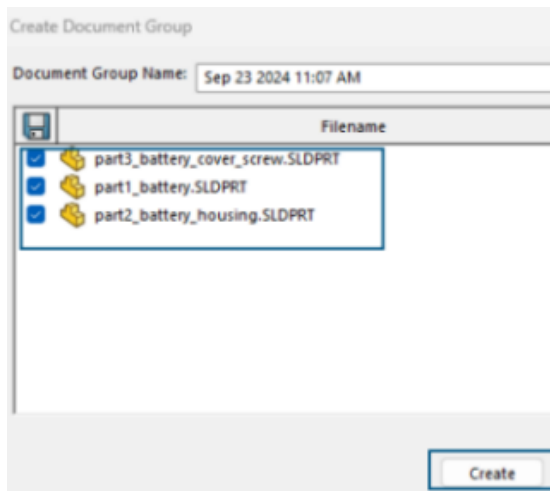 Create Document Group
Document Group Name: Sep 23 2024 11:07 AM
Filename
part3_battery_cover_screw.SLDPRT
part1_battery.SLDPRT
part2_battery_housing.SLDPRT
Create